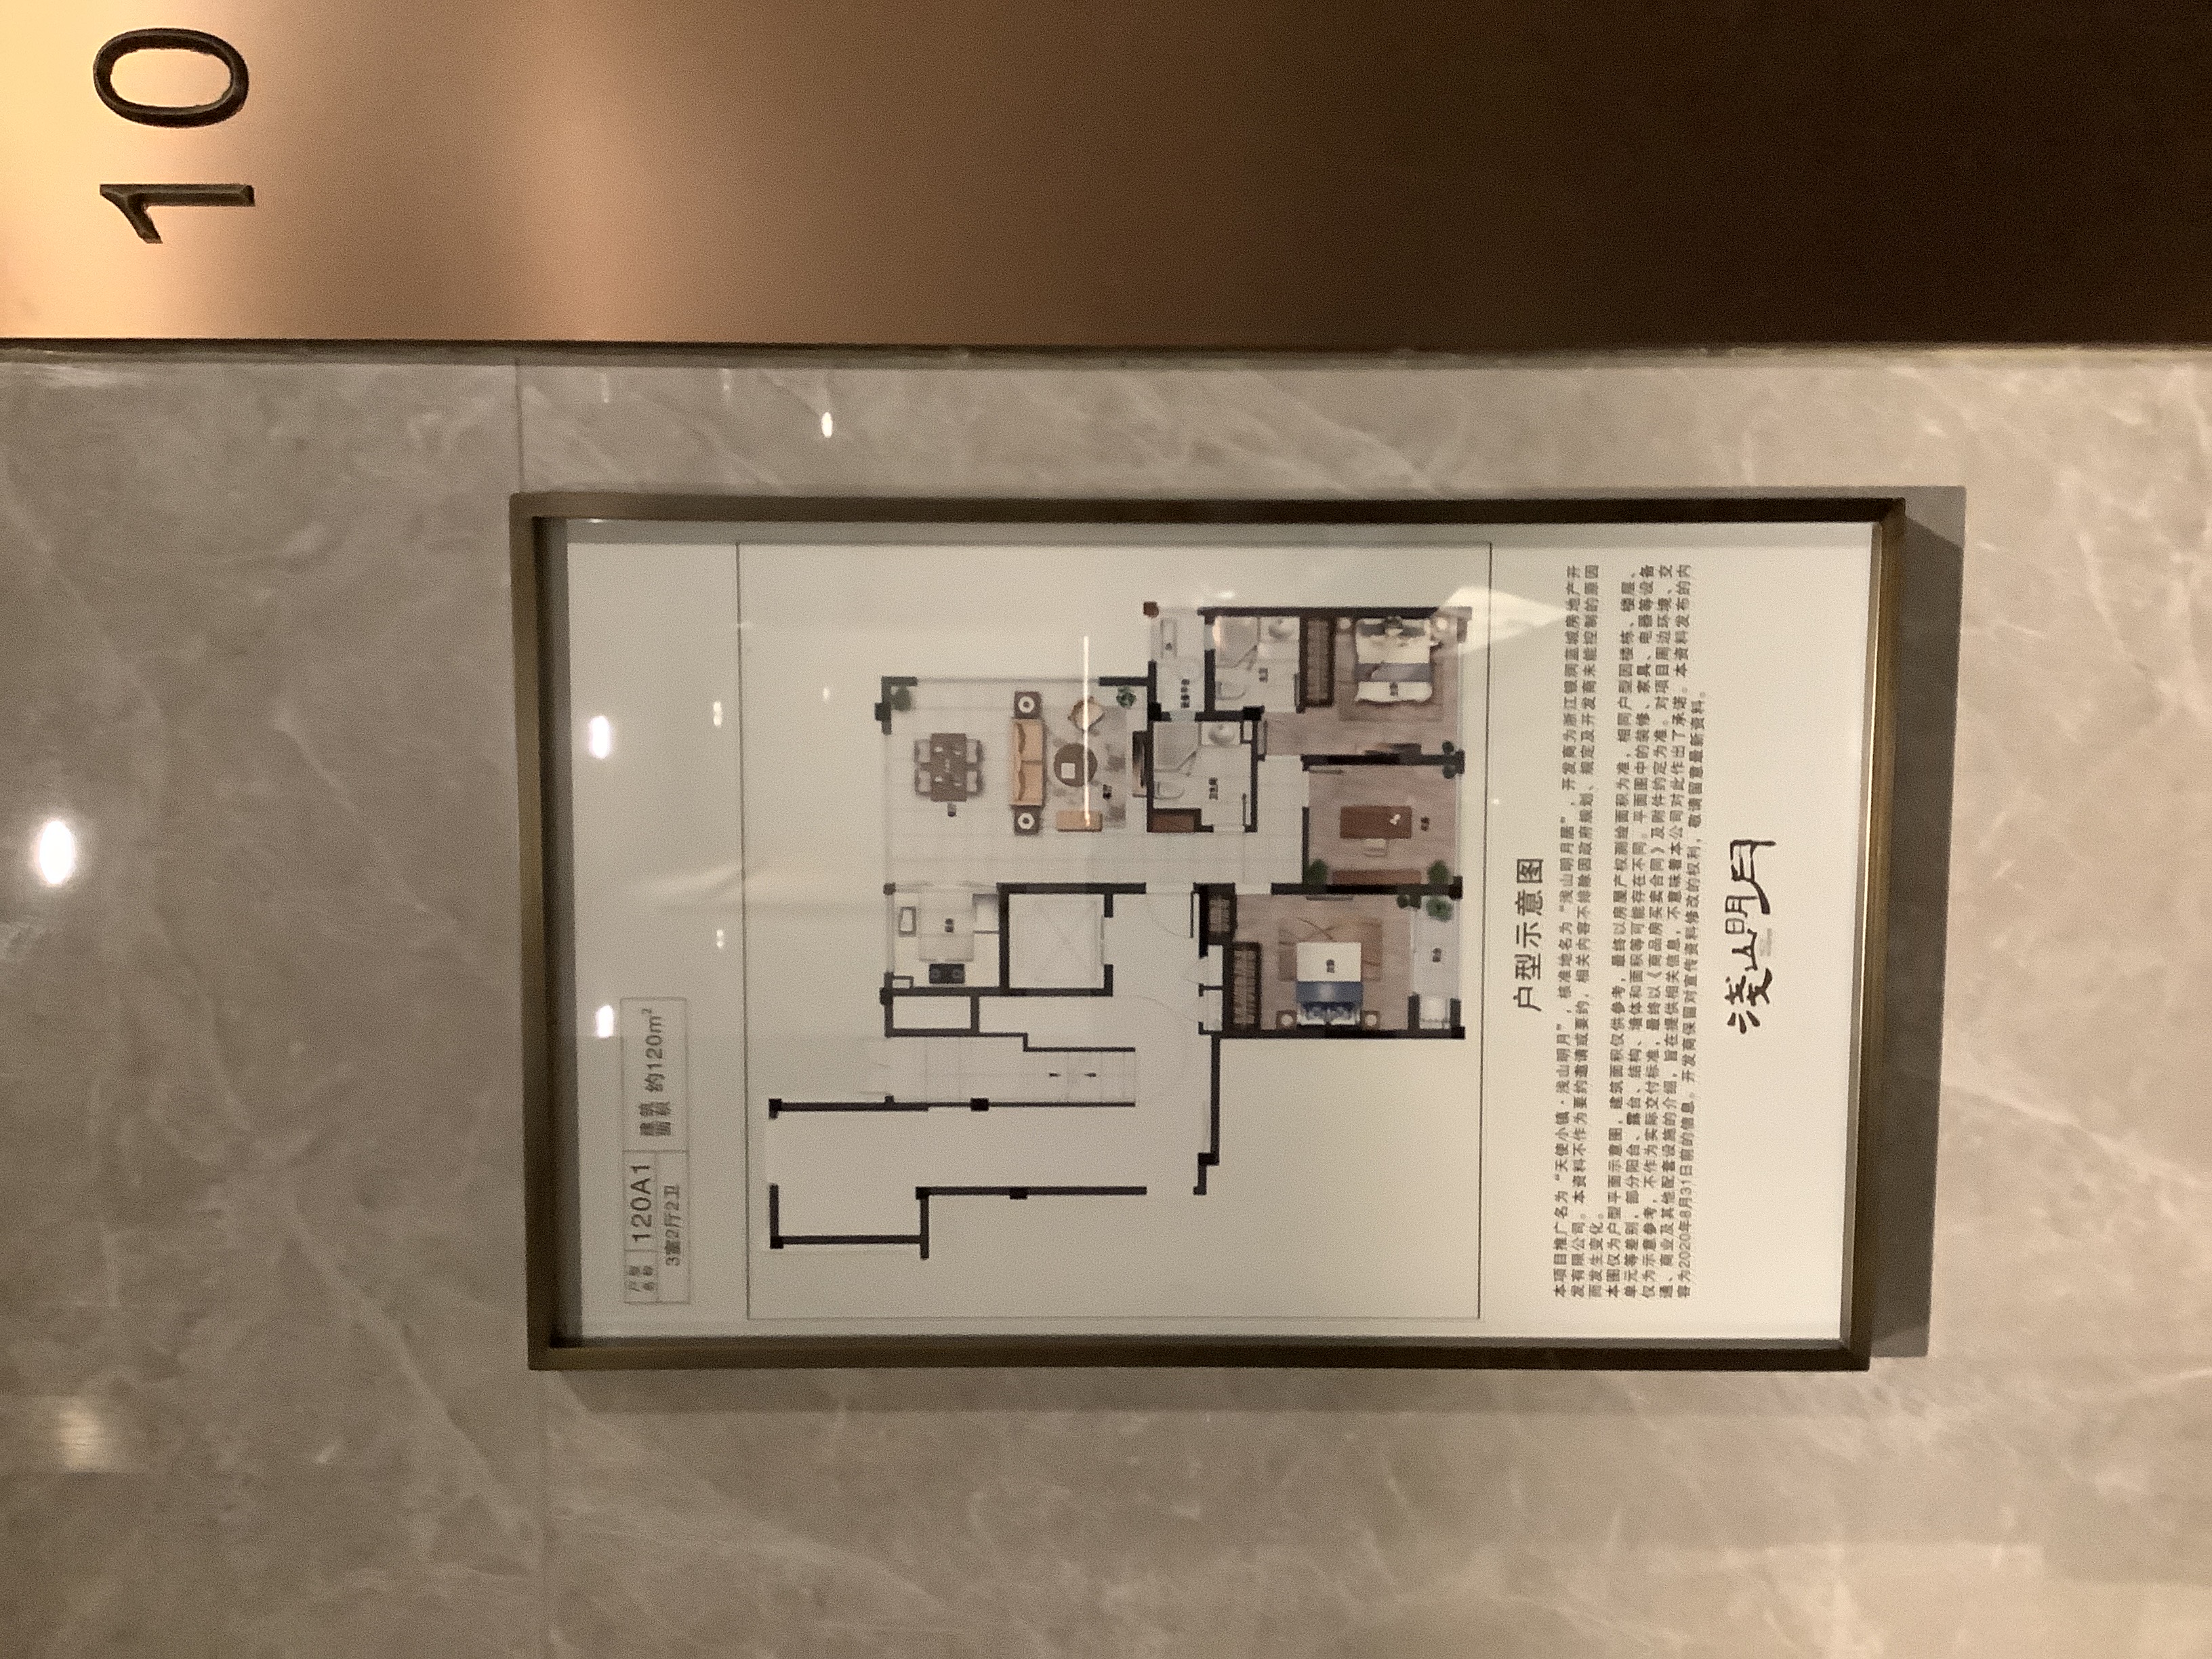 10
户型名称 120A1
3室2厅2卫
建筑面积 约120m²
厨房
餐厅
客厅
设备平台
卫生间
主卫
次卧
主卧
书房
阳台
户型示意图
本项目推广名为“天使小镇·浅山明月”，核准地名为“浅山明月居”，开发商为浙江银润蓝城房地产开
发有限公司。本资料不作为要约邀请或要约，相关内容不排除因政府规划、规定及开发商未能控制的原因
而发生变化。
本图仅为户型平面示意图，建筑面积仅供参考，最终以房屋产权测绘面积为准，相同户型因楼栋、楼层、
单元等差别，部分阳台、露台、结构、墙体和面积等可能存在不同。平面图中的装修、家具、电器等设备
仅为示意参考，不作为实际交付标准，最终以《商品房买卖合同》及附件约定为准。对项目周边环境、交
通、商业及其他配套设施的介绍，旨在提供相关信息，不意味着本公司对此作出了承诺。本资料发布的内
容为2020年8月31日前的信息。开发商保留对宣传资料修改的权利，敬请留意最新资料。
淺山明月